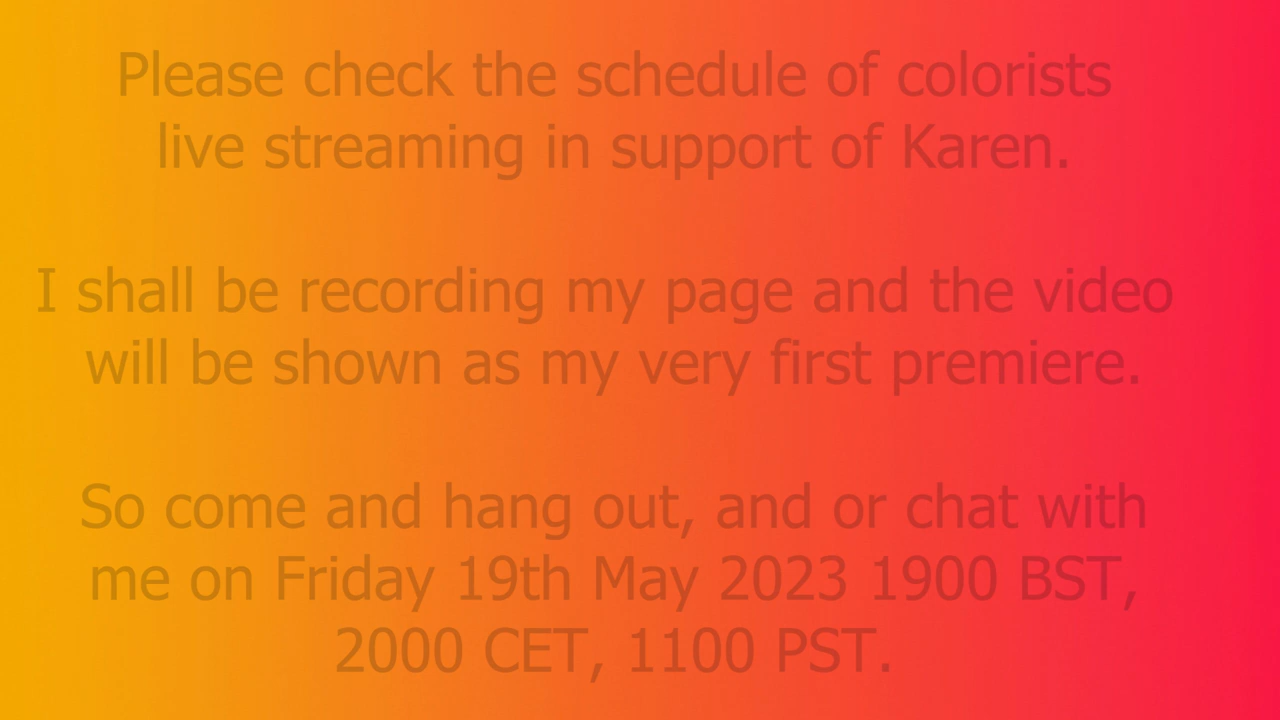 Please check the schedule of colorists
live streaming in support of Karen.
I shall be recording my page and the video
will be shown as my very first premiere.
So come and hang out, and or chat with
me on Friday 19th May 2023 1900 BST,
2000 CET, 1100 PST.